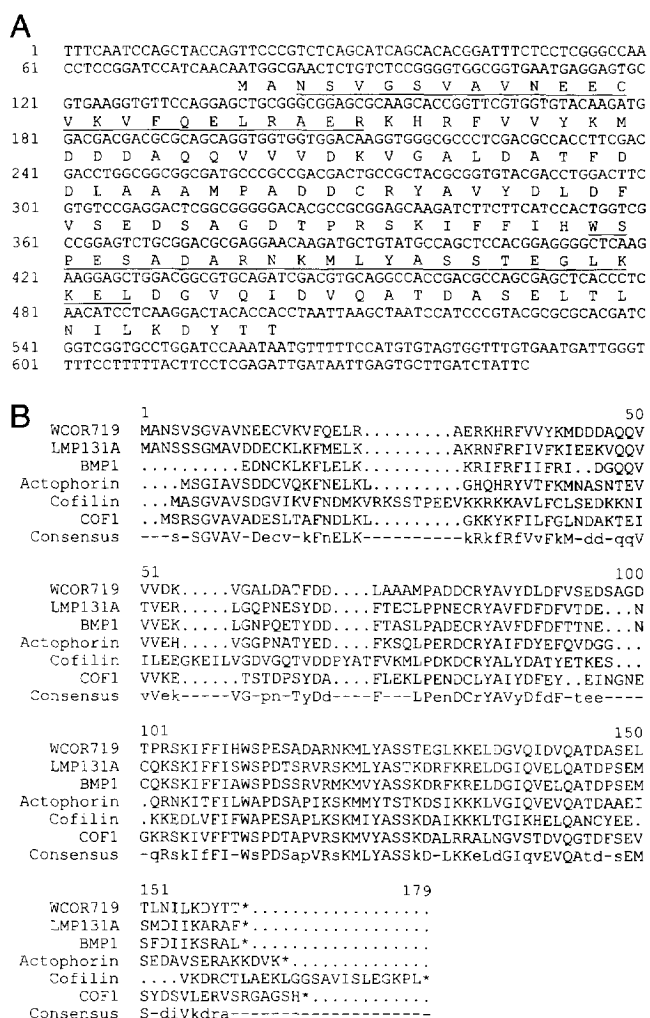 A
1 TTTCAATCCAGCTACCAGTTCCCGTCTCAGCATCAGCACACGGATTTCTCCTCGGGCCAA
61 CCTCCGGATCCATCAACAATGGCGAACTCTGTCTCCGGGGTGGCGGTGAATGAGGAGTGC
M A N S V G S V A V N E E C
121 GTGAAGGTGTTCCAGGAGCTGCGGGCGGAGCGCAAGCACCGGTTCGTGGTGTACAAGATG
V K V F Q E L R A E R K H R F V V Y K M
181 GACGACGACGCGCAGCAGGTGGTGGTGGACAAGGTGGGCGCCCTCGACGCCACCTTCGAC
D D D A Q Q V V V D K V G A L D A T F D
241 GACCTGGCGGCGGCGATGCCCGCCGACGACTGCCGCTACGCGGTGTACGACCTGGACTTC
D L A A A M P A D D C R Y A V Y D L D F
301 GTGTCCGAGGACTCGGCGGGGGACACGCCGCGGAGCAAGATCTTCTTCATCCACTGGTCG
V S E D S A G D T P R S K I F F I H W S
361 CCGGAGTCTGCGGACGCGAGGAACAAGATGCTGTATGCCAGCTCCACGGAGGGGCTCAAG
P E S A D A R N K M L Y A S S T E G L K
421 AAGGAGCTGGACGGCGTGCAGATCGACGTGCAGGCCACCGACGCCAGCGAGCTCACCCTC
K E L D G V Q I D V Q A T D A S E L T L
481 AACATCCTCAAGGACTACACCACCTAATTAAGCTAATCCATCCCGTACGCGCGCACGATC
N I L K D Y T T
541 GGTCGGTGCCTGGATCCAAATAATGTTTTTCCATGTGTAGTGGTTTGTGAATGATTGGGT
601 TTTCCTTTTTACTTCCTCGAGATTGATAATTGAGTGCTTGATCTATTC
B
1 50
WCOR719 MANSVSGVAVNEECVKVFQELR.........AERKHRFVVYKMDDDAQQV
LMP131A MANSSSGMAVDDECKLKFMELK.........AKRNFRFIVFKIEEKVQQV
BMP1 ..........EDNCKLKFLELK.........KRIFRFIIFRI..DGQQV
Actophorin ...MSGIAVSDDCVQKFNELKL.........GHQHRYVTFKMNASNTEV
Cofilin ..MASGVAVSDGVIKVFNDMKVRKSSTPEEVKKRKKAVLFCLSEDKKNI
COF1 ..MSRSGVAVADESLTAFNDLKL.........GKKYKFILFGLNDAKTEI
Consensus ---s-SGVAV-Decv-kFnELK---------kRkfRfVvFkM-dd-qqV
51 100
WCOR719 VVDK.....VGALDATFDD....LAAAMPADDCRYAVYDLDFVSEDSAGD
LMP131A TVER.....LGQPNESYDD....FTECLPPNECRYAVFDFDFVTDE...N
BMP1 VVEK.....LGNPQETYDD....FTASLPADECRYAVFDFDFTTNE...N
Actophorin VVEH.....VGGPNATYED....FKSQLPERDCRYAIFDYEFQVDGG...
Cofilin ILEEGKEILVGDVGQTVDDPYATFVKMLPDKDCRYALYDATYETKES...
COF1 VVKE.....TSTDPSYDA....FLEKLPENDCLYAIYDFEY..EINGNE
Consensus vVek-----VG-pn-TyDd----F---LPenDCrYAVyDfdF-tee----
101 150
WCOR719 TPRSKIFFIHWSPESADARNKMLYASSTEGLKKELDGVQIDVQATDASEL
LMP131A CQKSKIFFISWSPDTSRVRSKMLYASTKDRFKRELDGIQVELQATDPSEM
BMP1 CQKSKIFFIAWSPDSSRVRMKMVYASSKDRFKRELDGIQVELQATDPSEM
Actophorin .QRNKITFILWAPDSAPIKSKMMYTSTKDSIKKKLVGIQVEVQATDAAEI
Cofilin .KKEDLVFIFWAPESAPLKSKMIYASSKDAIKKKLTGIKHELQANCYEE.
COF1 GKRSKIVFFTWSPDTAPVRSKMVYASSKDALRRALNGVSTDVQGTDFSEV
Consensus -qRskIfFI-WsPDSapVRsKMLYASSkD-LKKeLdGIqvEVQAtd-sEM
151 179
WCOR719 TLNILKDYTT*..................
LMP131A SMDIIKARAF*..................
BMP1 SFDIIKSRAL*..................
Actophorin SEDAVSERAKKDVK*..............
Cofilin ....VKDRCTLAEKLGGSAVISLEGKPL*
COF1 SYDSVLERVSRGAGSH*............
Consensus S-diVkdra--------------------